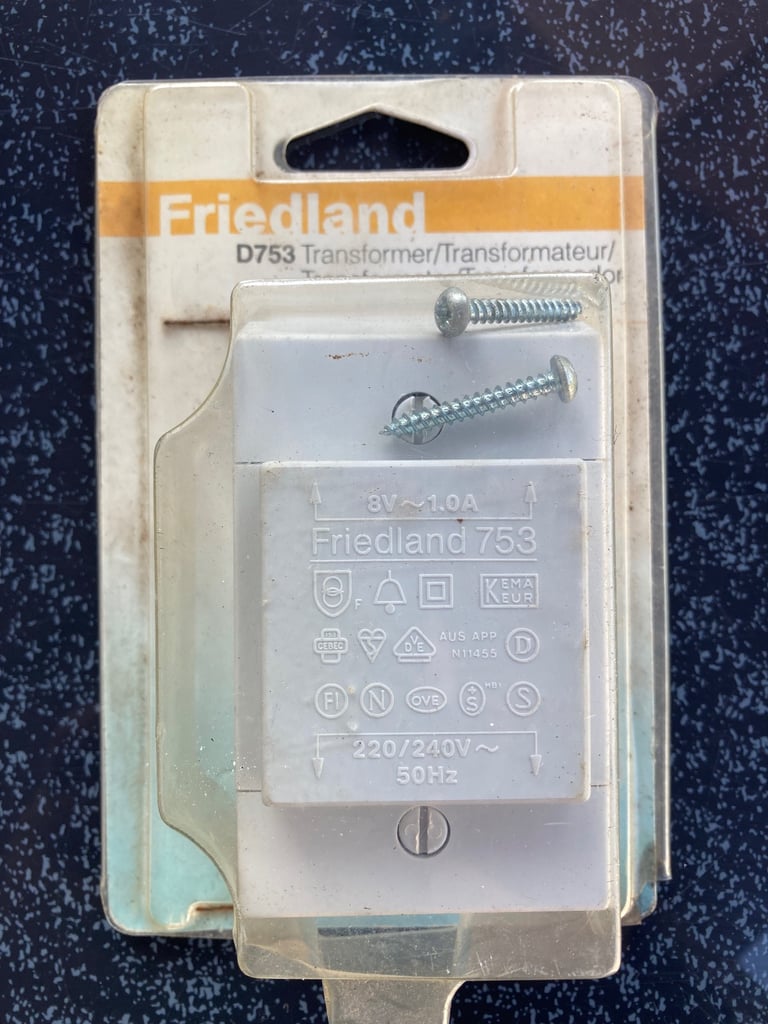 Friedland
D753 Transformer/Transformateur/
8V~1.0A
Friedland 753
F KEMA
KEUR
CEBEC VDE AUS APP
N11455 D
FI N OVE +S S
220/240V~
50Hz